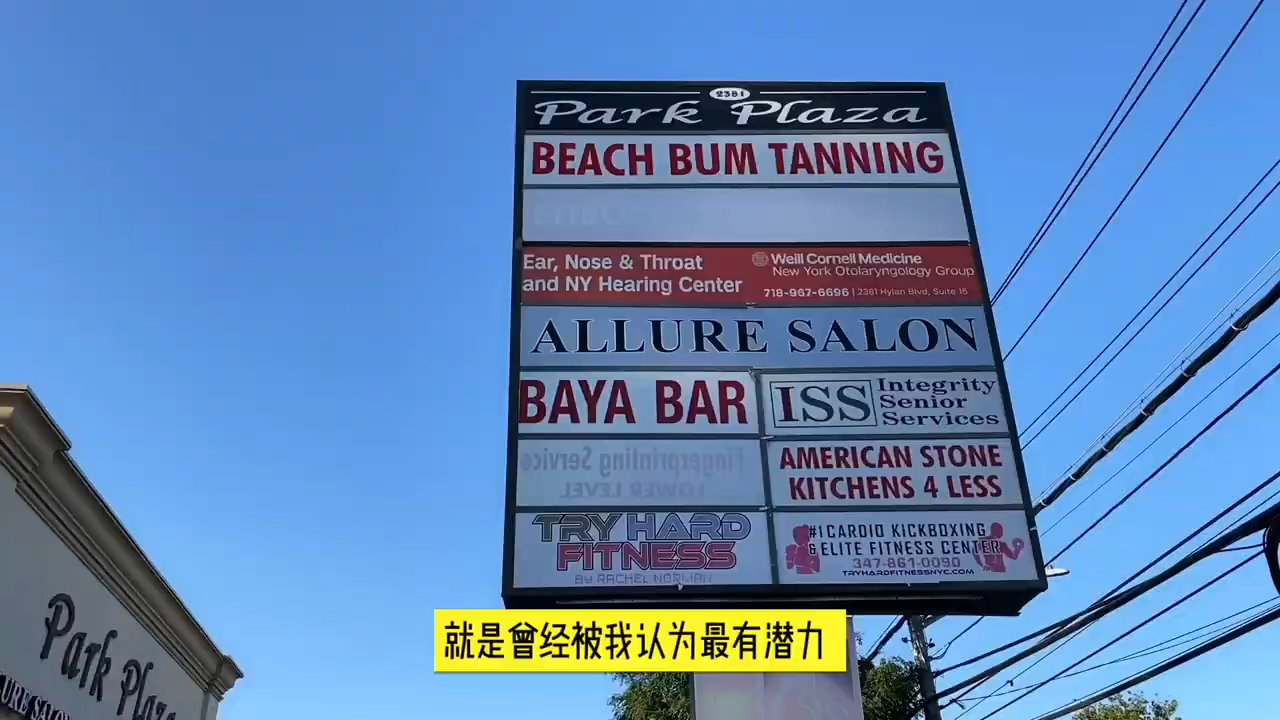 2381
Park Plaza
BEACH BUM TANNING
Ear, Nose & Throat
and NY Hearing Center
Weill Cornell Medicine
New York Otolaryngology Group
718-967-6696 | 2381 Hylan Blvd, Suite 15
ALLURE SALON
BAYA BAR
ISS
Integrity
Senior
Services
Fingerprinting Service
LOWER LEVEL
AMERICAN STONE
KITCHENS 4 LESS
TRY HARD
FITNESS
BY RACHEL NORMAN
#1 CARDIO KICKBOXING
& ELITE FITNESS CENTER
347-861-0090
TRYHARDFITNESSNYC.COM
Park Plaza
URE SALON
就是曾经被我认为最有潜力